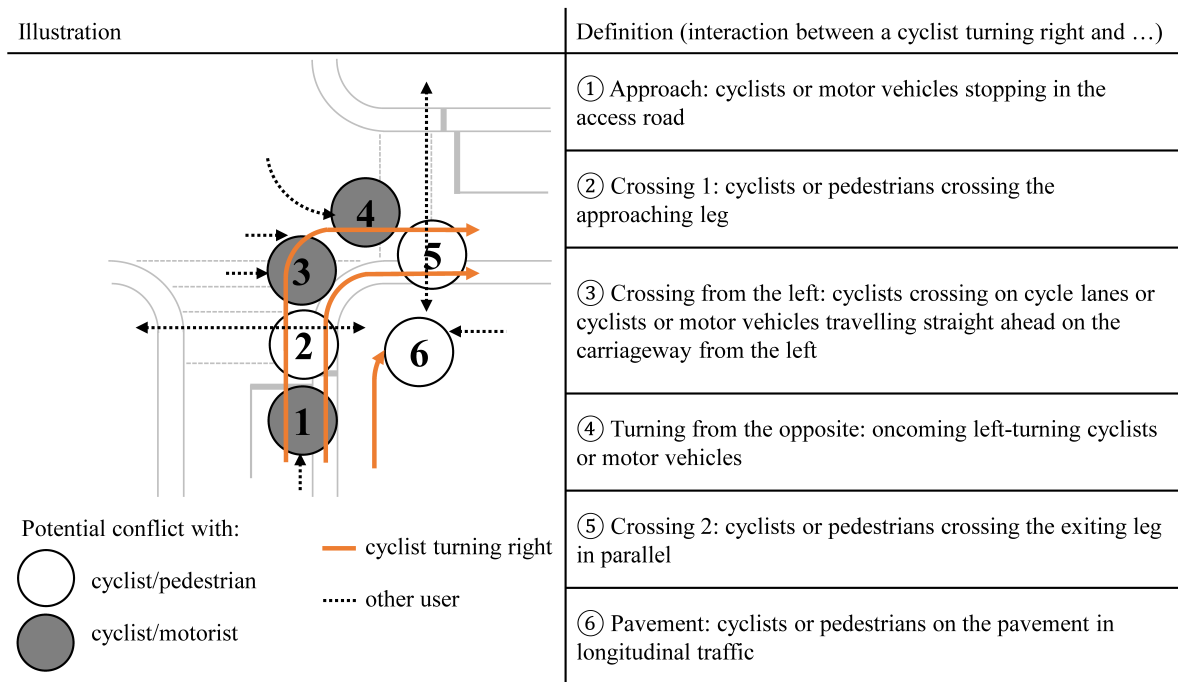 Illustration
Definition (interaction between a cyclist turning right and …)
① Approach: cyclists or motor vehicles stopping in the
access road
② Crossing 1: cyclists or pedestrians crossing the
approaching leg
③ Crossing from the left: cyclists crossing on cycle lanes or
cyclists or motor vehicles travelling straight ahead on the
carriageway from the left
④ Turning from the opposite: oncoming left-turning cyclists
or motor vehicles
⑤ Crossing 2: cyclists or pedestrians crossing the exiting leg
in parallel
⑥ Pavement: cyclists or pedestrians on the pavement in
longitudinal traffic
4
5
3
2
6
1
Potential conflict with:
cyclist/pedestrian
cyclist/motorist
cyclist turning right
other user